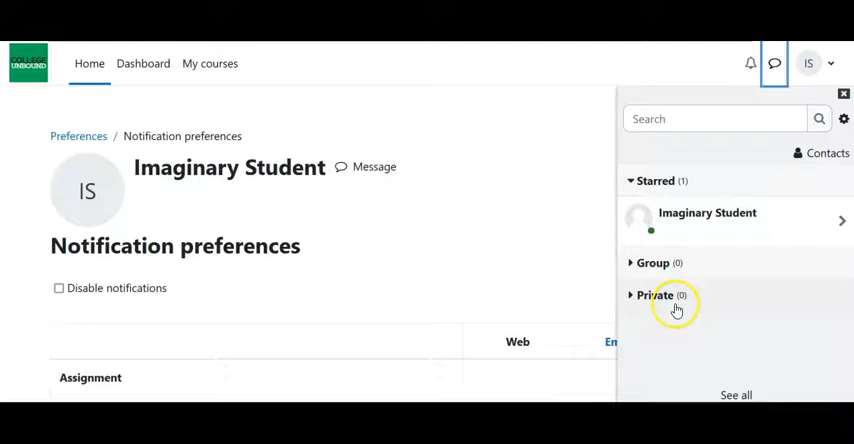 COLLEGE
UNBOUND
Home Dashboard My courses
IS
Search
Preferences / Notification preferences
Contacts
IS
Imaginary Student Message
Starred (1)
Imaginary Student
Notification preferences
Group (0)
Disable notifications
Private (0)
Web Em
Assignment
See all